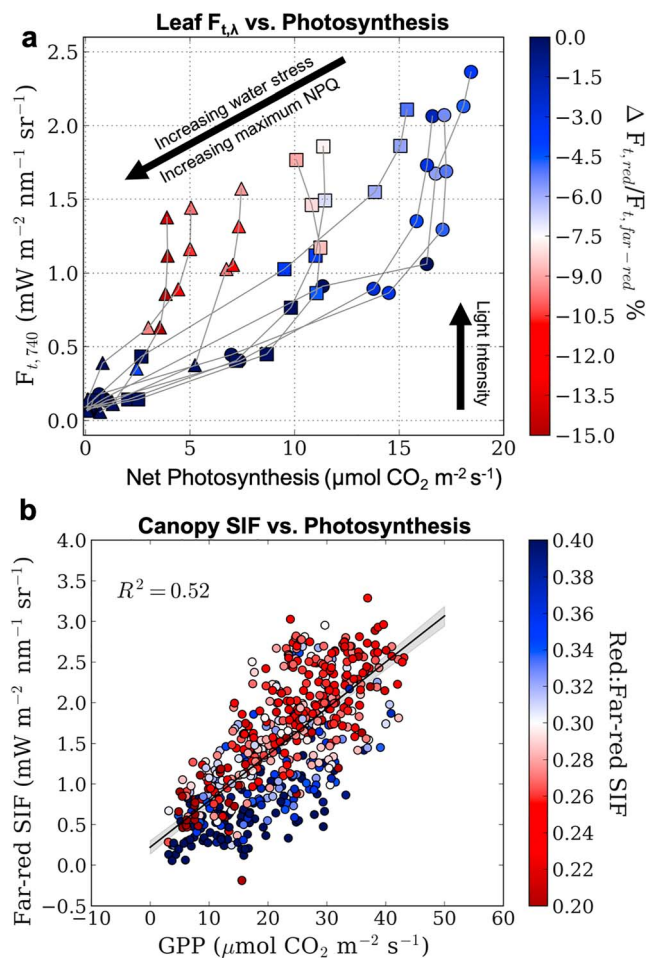 a
Leaf F t,λ vs. Photosynthesis
F t, 740 (mW m−2 nm−1 sr−1)
2.5
2.0
1.5
1.0
0.5
0.0
Increasing water stress
Increasing maximum NPQ
Light Intensity
0 5 10 15 20
Net Photosynthesis (μmol CO2 m-2 s-1)
0.0
−1.5
−3.0
−4.5
−6.0
−7.5
−9.0
−10.5
−12.0
−13.5
−15.0
Δ F t, red/F t, far−red %
b
Canopy SIF vs. Photosynthesis
Far-red SIF (mW m−2 nm−1 sr−1)
4.0
3.5
3.0
2.5
2.0
1.5
1.0
0.5
0.0
−0.5
R2 = 0.52
−10 0 10 20 30 40 50 60
GPP (μmol CO2 m−2 s−1)
0.40
0.38
0.36
0.34
0.32
0.30
0.28
0.26
0.24
0.22
0.20
Red:Far-red SIF